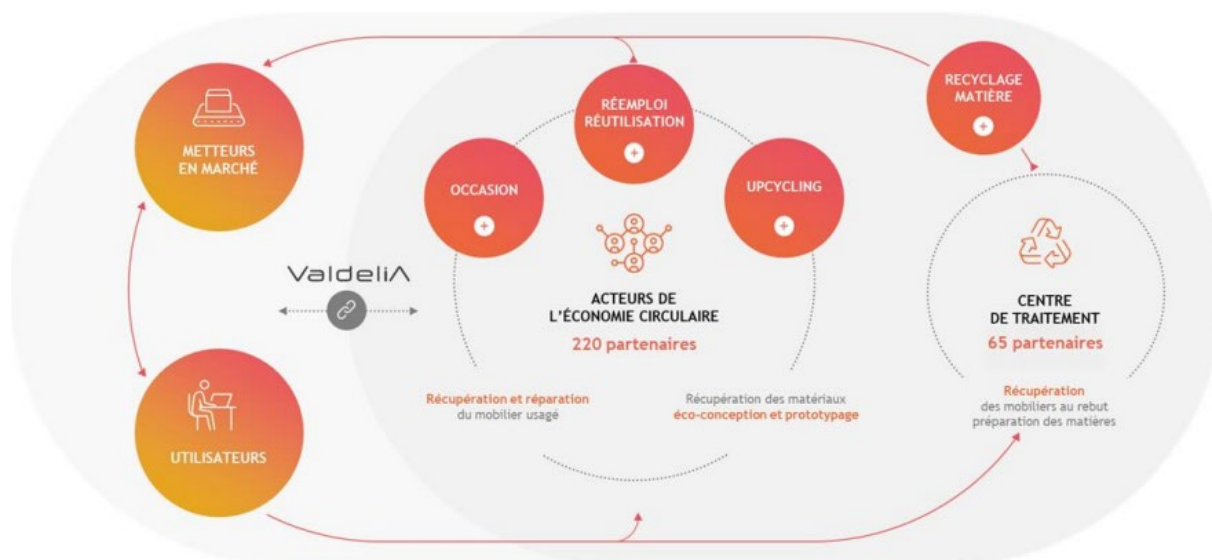 METTEURS
EN MARCHÉ
UTILISATEURS
ValdeliA
OCCASION
RÉEMPLOI
RÉUTILISATION
UPCYCLING
ACTEURS DE
L'ÉCONOMIE CIRCULAIRE
220 partenaires
Récupération et réparation
du mobilier usagé
Récupération des matériaux
éco-conception et prototypage
RECYCLAGE
MATIÈRE
CENTRE
DE TRAITEMENT
65 partenaires
Récupération
des mobiliers au rebut
préparation des matières